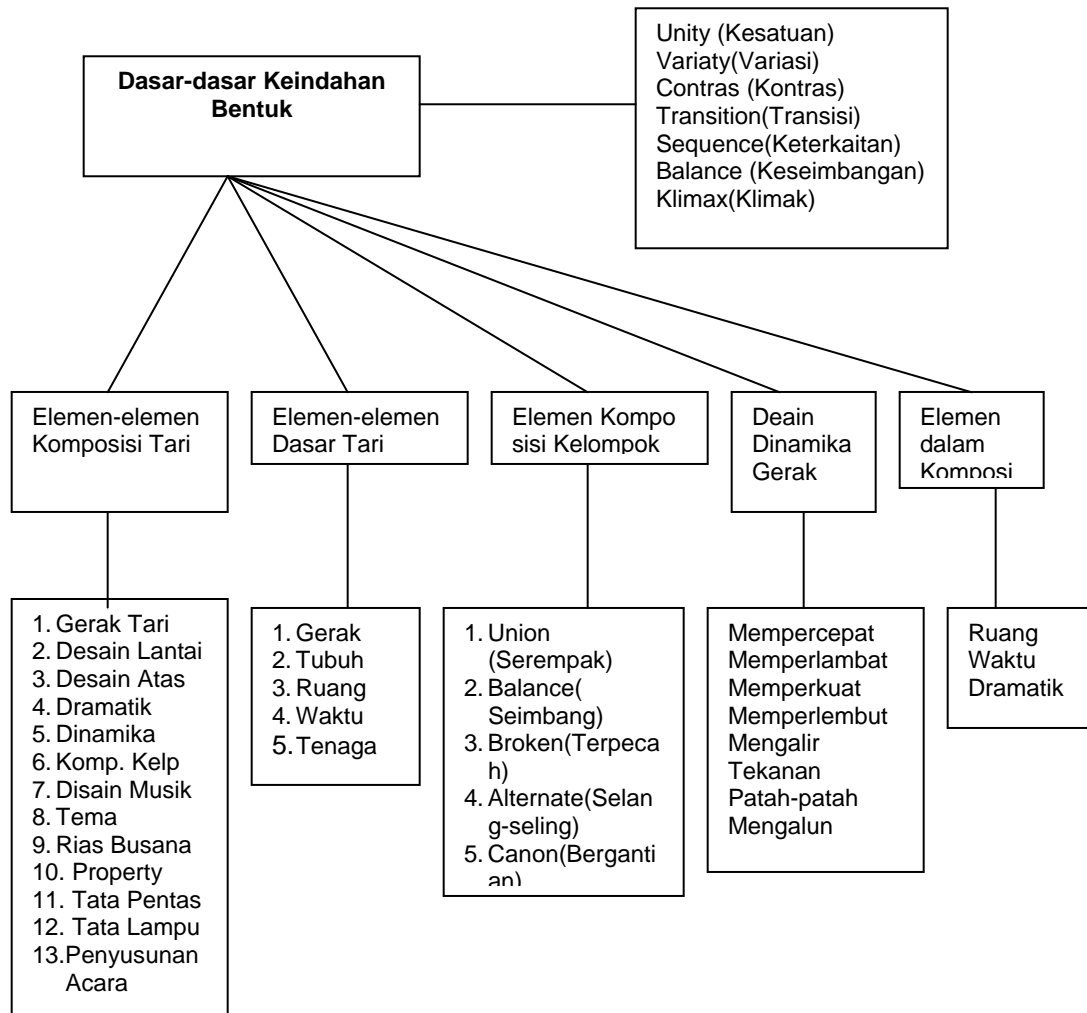 Dasar-dasar Keindahan
Bentuk
Unity (Kesatuan)
Variaty(Variasi)
Contras (Kontras)
Transition(Transisi)
Sequence(Keterkaitan)
Balance (Keseimbangan)
Klimax(Klimak)
Elemen-elemen
Komposisi Tari
Elemen-elemen
Dasar Tari
Elemen Kompo
sisi Kelompok
Deain
Dinamika
Gerak
Elemen
dalam
Komposi
1. Gerak Tari
2. Desain Lantai
3. Desain Atas
4. Dramatik
5. Dinamika
6. Komp. Kelp
7. Disain Musik
8. Tema
9. Rias Busana
10. Property
11. Tata Pentas
12. Tata Lampu
13.Penyusunan
Acara
1. Gerak
2. Tubuh
3. Ruang
4. Waktu
5. Tenaga
1. Union
(Serempak)
2. Balance(
Seimbang)
3. Broken(Terpeca
h)
4. Alternate(Selan
g-seling)
5. Canon(Berganti
an)
Mempercepat
Memperlambat
Memperkuat
Memperlembut
Mengalir
Tekanan
Patah-patah
Mengalun
Ruang
Waktu
Dramatik